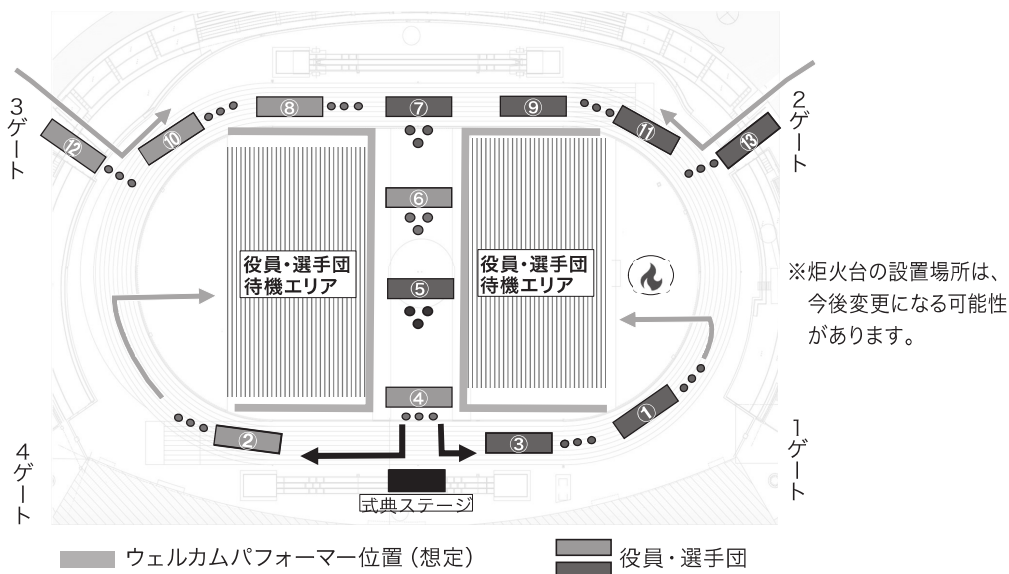 ⑧
⑦
⑨
3ゲート
2ゲート
⑫
⑩
⑪
⑬
⑥
役員・選手団
待機エリア
役員・選手団
待機エリア
⑤
※炬火台の設置場所は、
今後変更になる可能性
があります。
④
①
②
③
4ゲート
1ゲート
式典ステージ
ウェルカムパフォーマー位置（想定）
役員・選手団